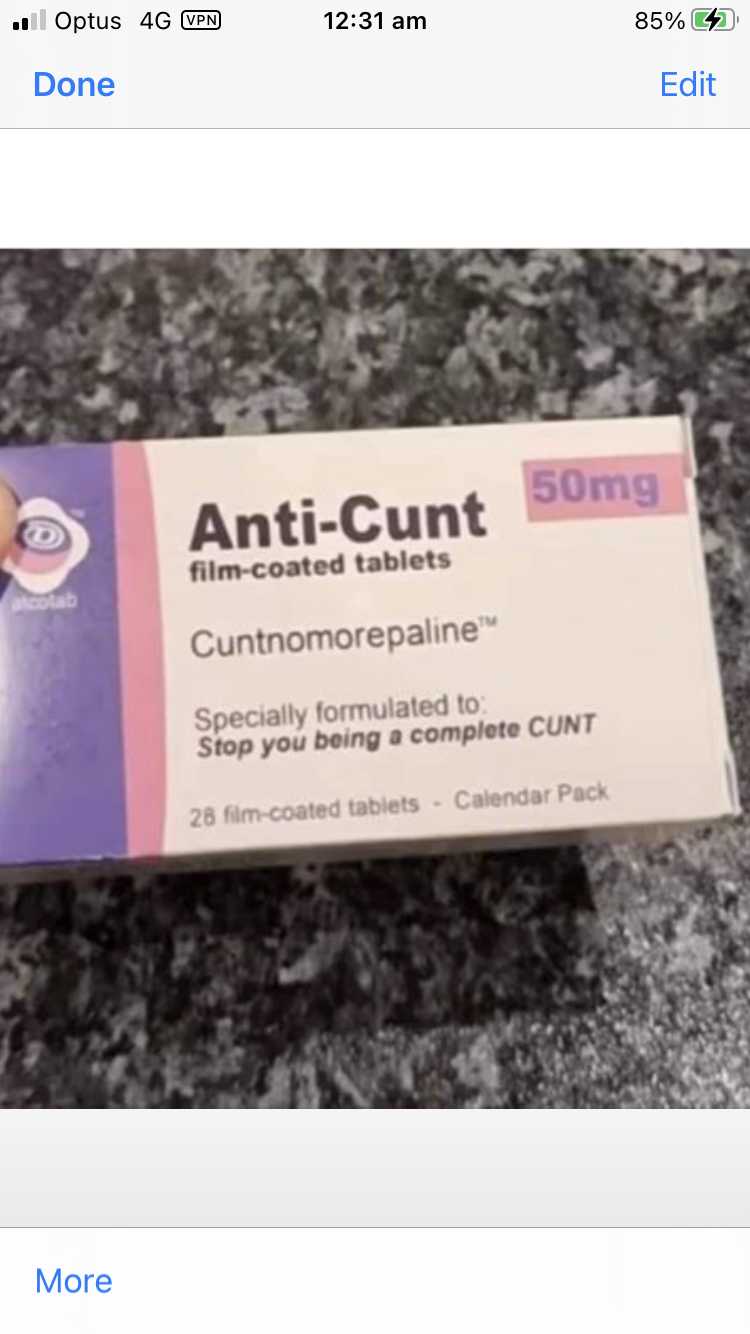 Optus 4G VPN 12:31 am 85%
Done Edit
Anti-Cunt 50mg
film-coated tablets
Cuntnomorepaline™
Specially formulated to:
Stop you being a complete CUNT
28 film-coated tablets - Calendar Pack
More